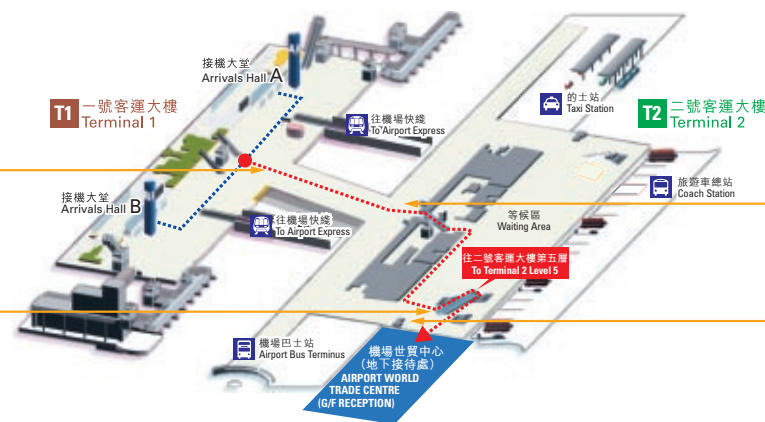 接機大堂
Arrivals Hall A
T1 一號客運大樓
Terminal 1
往機場快綫
To Airport Express
的士站
Taxi Station
T2 二號客運大樓
Terminal 2
接機大堂
Arrivals Hall B
往機場快綫
To Airport Express
等候區
Waiting Area
旅遊車總站
Coach Station
往二號客運大樓第五層
To Terminal 2 Level 5
機場巴士站
Airport Bus Terminus
機場世貿中心
(地下接待處)
AIRPORT WORLD
TRADE CENTRE
(G/F RECEPTION)